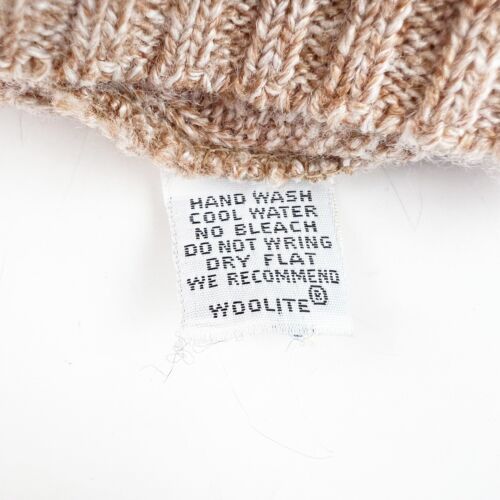 HAND WASH
COOL WATER
NO BLEACH
DO NOT WRING
DRY FLAT
WE RECOMMEND
WOOLITE®